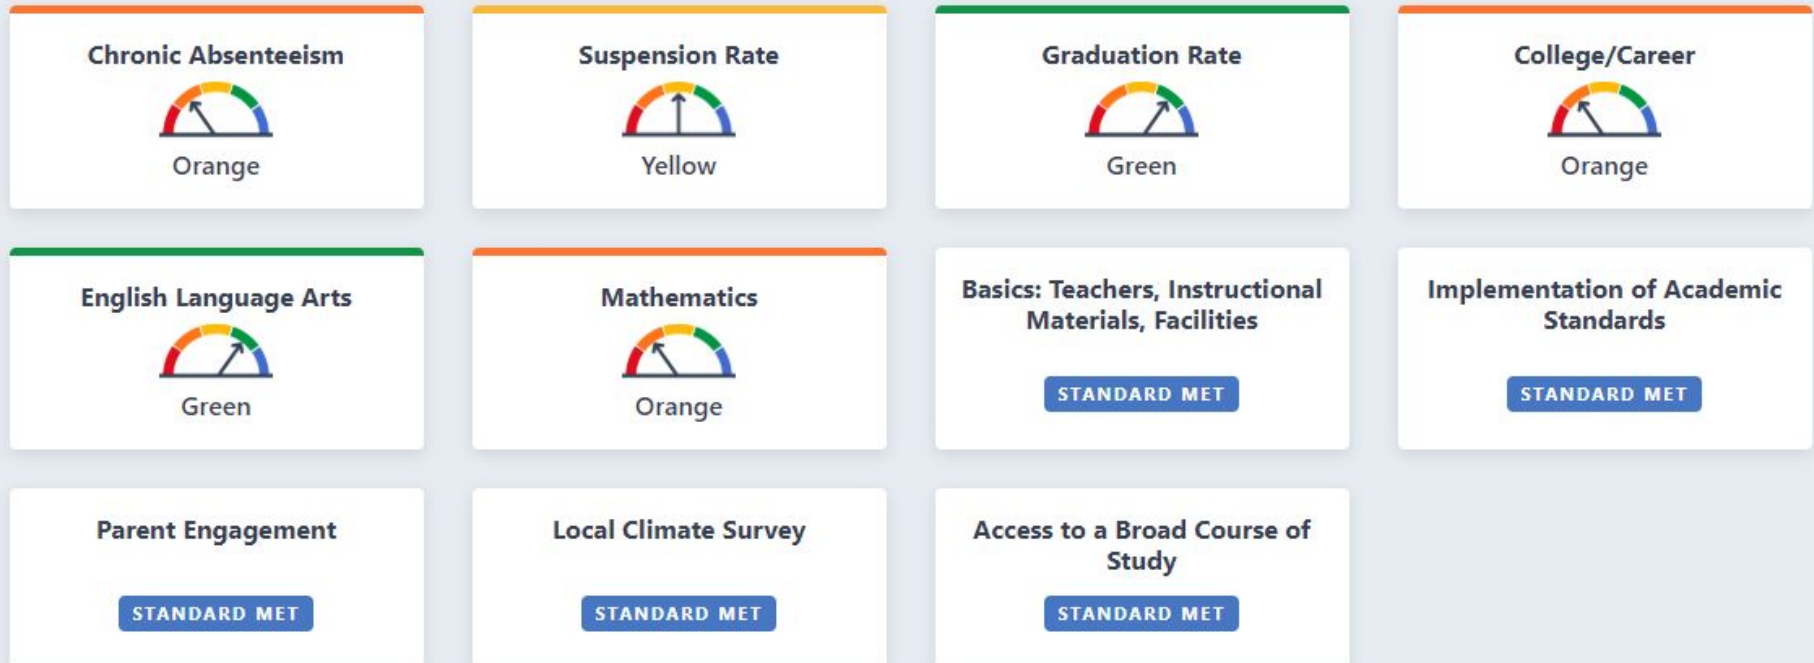 Chronic Absenteeism
Orange
Suspension Rate
Yellow
Graduation Rate
Green
College/Career
Orange
English Language Arts
Green
Mathematics
Orange
Basics: Teachers, Instructional
Materials, Facilities
STANDARD MET
Implementation of Academic
Standards
STANDARD MET
Parent Engagement
STANDARD MET
Local Climate Survey
STANDARD MET
Access to a Broad Course of
Study
STANDARD MET